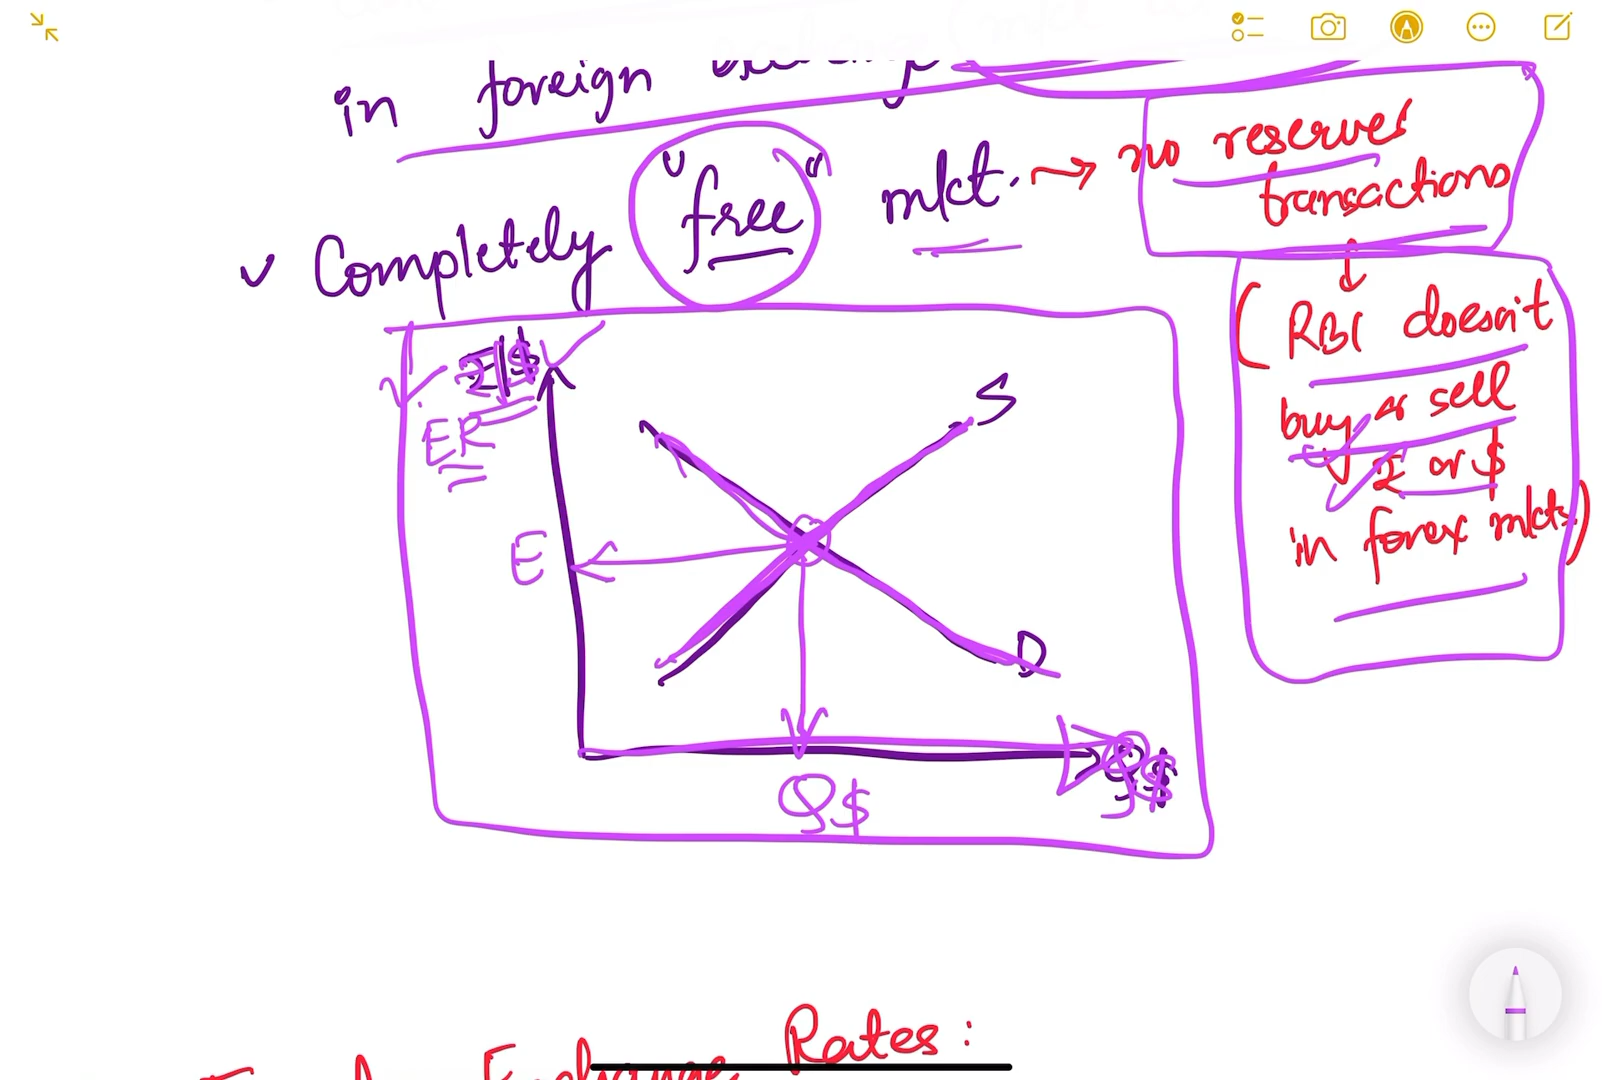 in foreign
✓ Completely "free" mkt. → no reserves
transactions
↓
( RBI doesn't
buy or sell
₹ or $
in forex mkts)
₹/$
ER
S
E
D
Q$
Q$
Exchange Rates: